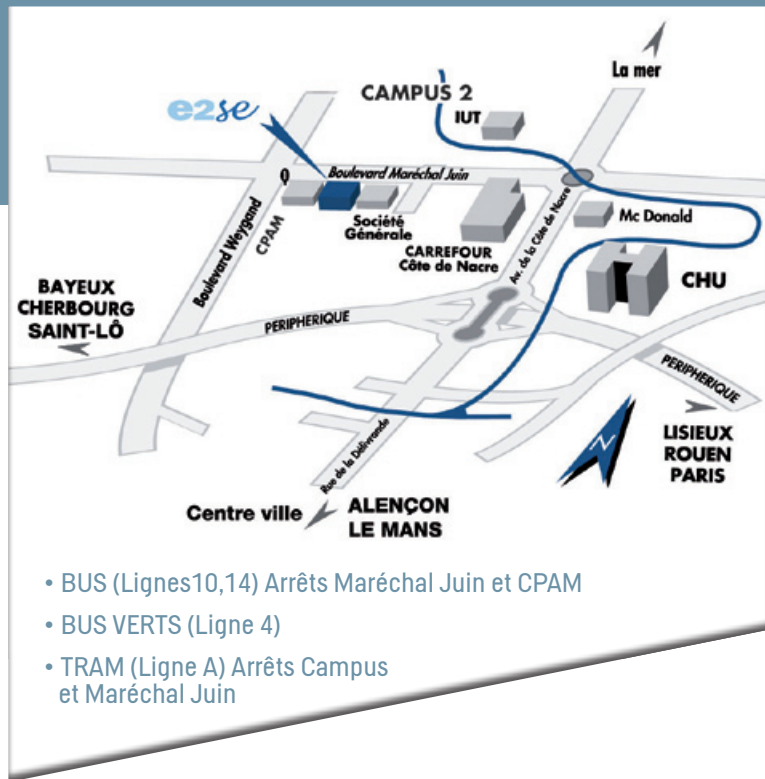 La mer
CAMPUS 2
IUT
e2se
Boulevard Maréchal Juin
CPAM
Société
Générale
CARREFOUR
Côte de Nacre
Av. de la Côte de Nacre
Mc Donald
CHU
Boulevard Weygand
BAYEUX
CHERBOURG
SAINT-LÔ
PERIPHERIQUE
PERIPHERIQUE
LISIEUX
ROUEN
PARIS
N
Rue de la Délivrande
Centre ville
ALENÇON
LE MANS
• BUS (Lignes10,14) Arrêts Maréchal Juin et CPAM
• BUS VERTS (Ligne 4)
• TRAM (Ligne A) Arrêts Campus
et Maréchal Juin